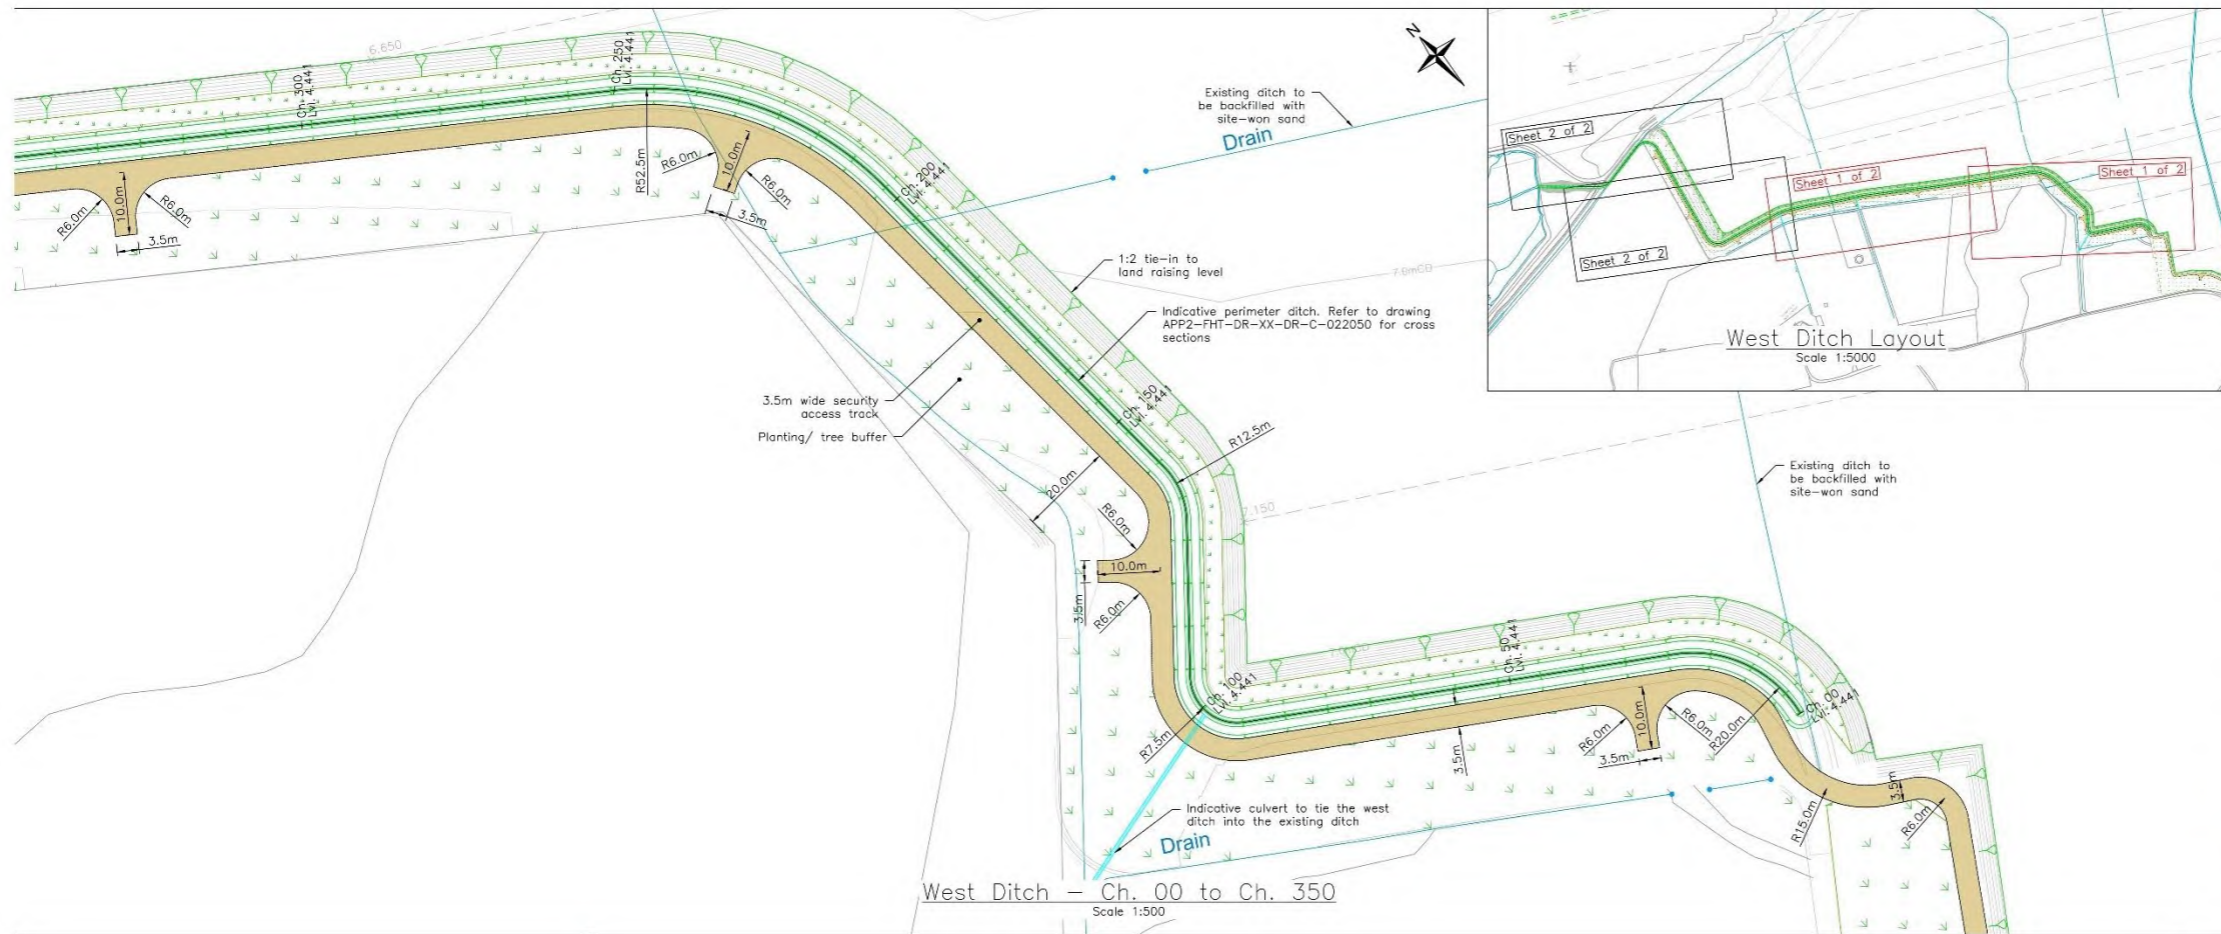 6.650
Ch. 300
Lvl. 4.441
Ch. 250
Lvl. 4.441
N
Existing ditch to
be backfilled with
site-won sand
Drain
R6.0m
10.0m
R6.0m
3.5m
R52.5m
R6.0m
10.0m
R6.0m
3.5m
Ch. 200
Lvl. 4.441
1:2 tie-in to
land raising level
7.0mCD
Indicative perimeter ditch. Refer to drawing
APP2-FHT-DR-XX-DR-C-022050 for cross
sections
3.5m wide security
access track
Planting/ tree buffer
Ch. 150
Lvl. 4.441
R12.5m
20.0m
R6.0m
10.0m
3.5m
R6.0m
7.150
Existing ditch to
be backfilled with
site-won sand
Ch. 100
Lvl. 4.441
R7.5m
Ch. 50
Lvl. 4.441
3.5m
R6.0m
10.0m
R6.0m
3.5m
R20.0m
Ch. 00
Lvl. 4.441
R15.0m
3.5m
R6.0m
Indicative culvert to tie the west
ditch into the existing ditch
Drain
West Ditch - Ch. 00 to Ch. 350
Scale 1:500
Sheet 2 of 2
Sheet 2 of 2
Sheet 1 of 2
Sheet 1 of 2
West Ditch Layout
Scale 1:5000